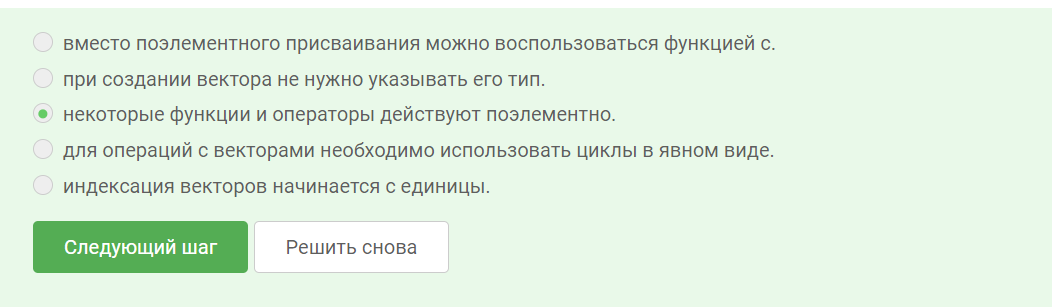 вместо поэлементного присваивания можно воспользоваться функцией c.
при создании вектора не нужно указывать его тип.
некоторые функции и операторы действуют поэлементно.
для операций с векторами необходимо использовать циклы в явном виде.
индексация векторов начинается с единицы.
Следующий шаг
Решить снова